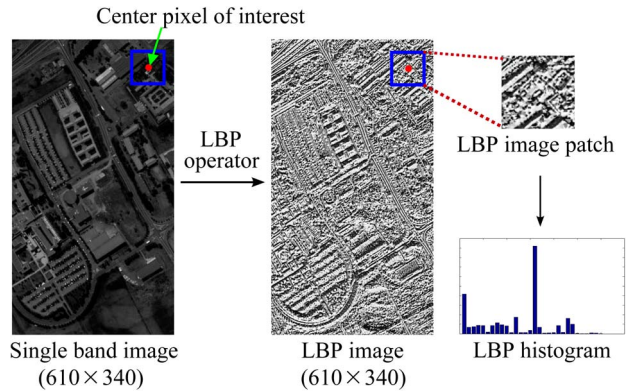 Center pixel of interest
LBP
operator
LBP image patch
Single band image
(610×340)
LBP image
(610×340)
LBP histogram